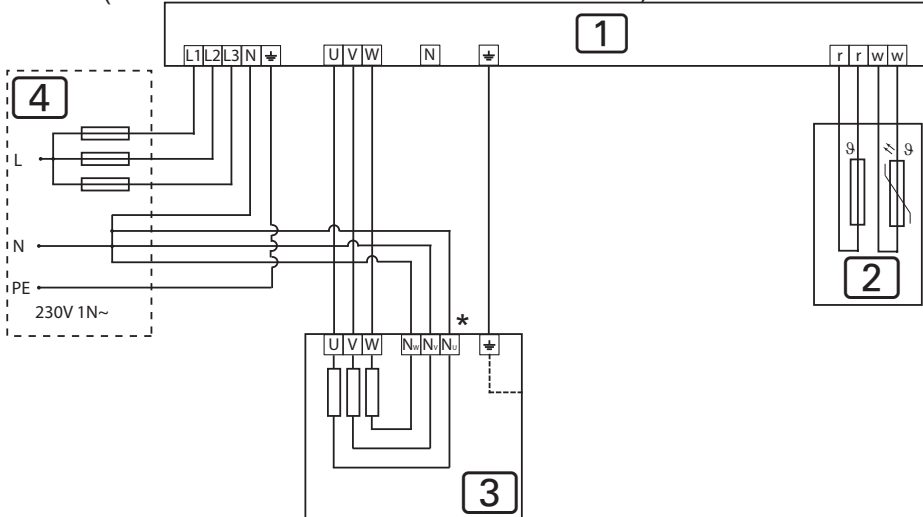 1
L1 L2 L3 N ⏚ U V W N ⏚ r r w w
4
L
N
PE
230V 1N~
ϑ ϑ
2
*
U V W Nw Nv Nu ⏚
3